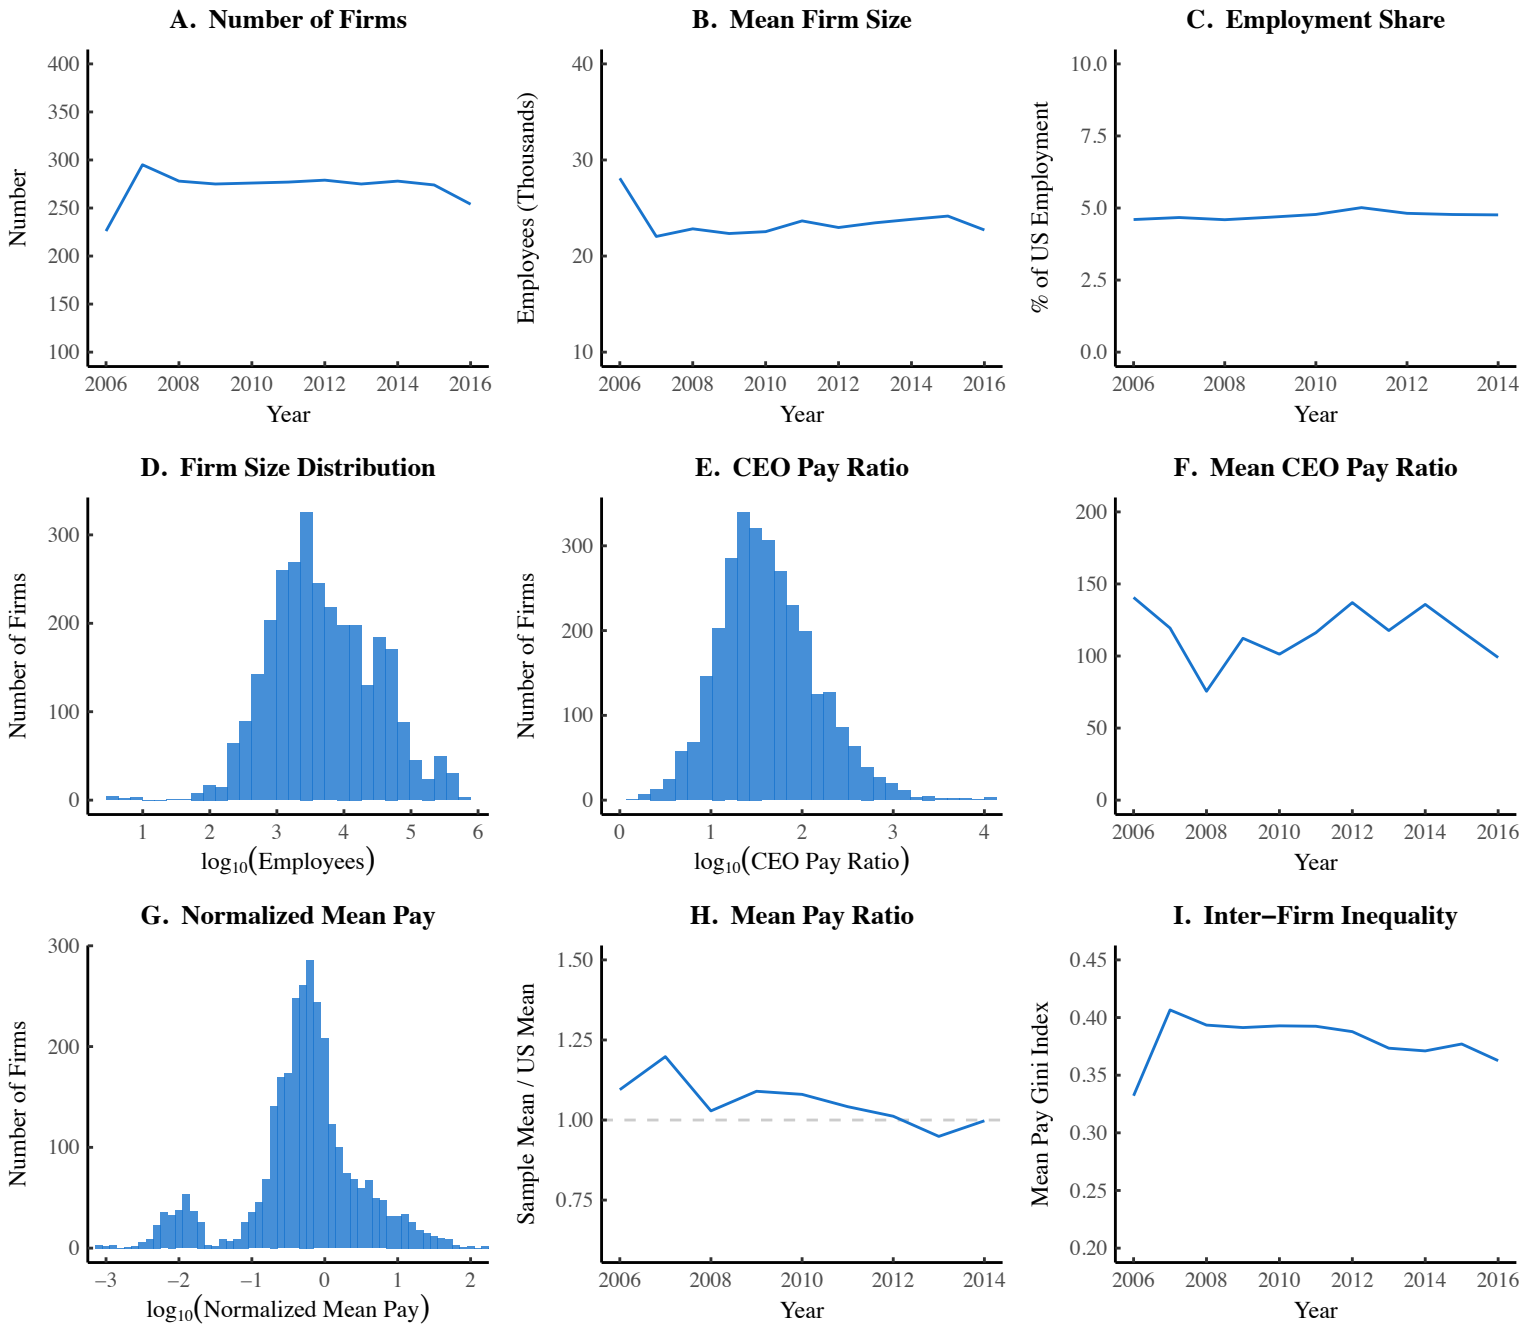 A. Number of Firms
Number
400
350
300
250
200
150
100
2006 2008 2010 2012 2014 2016
Year
B. Mean Firm Size
Employees (Thousands)
40
30
20
10
2006 2008 2010 2012 2014 2016
Year
C. Employment Share
% of US Employment
10.0
7.5
5.0
2.5
0.0
2006 2008 2010 2012 2014
Year
D. Firm Size Distribution
Number of Firms
300
200
100
0
1 2 3 4 5 6
log₁₀(Employees)
E. CEO Pay Ratio
Number of Firms
300
200
100
0
0 1 2 3 4
log₁₀(CEO Pay Ratio)
F. Mean CEO Pay Ratio
200
150
100
50
0
2006 2008 2010 2012 2014 2016
Year
G. Normalized Mean Pay
Number of Firms
300
200
100
0
−3 −2 −1 0 1 2
log₁₀(Normalized Mean Pay)
H. Mean Pay Ratio
Sample Mean / US Mean
1.50
1.25
1.00
0.75
2006 2008 2010 2012 2014
Year
I. Inter−Firm Inequality
Mean Pay Gini Index
0.45
0.40
0.35
0.30
0.25
0.20
2006 2008 2010 2012 2014 2016
Year